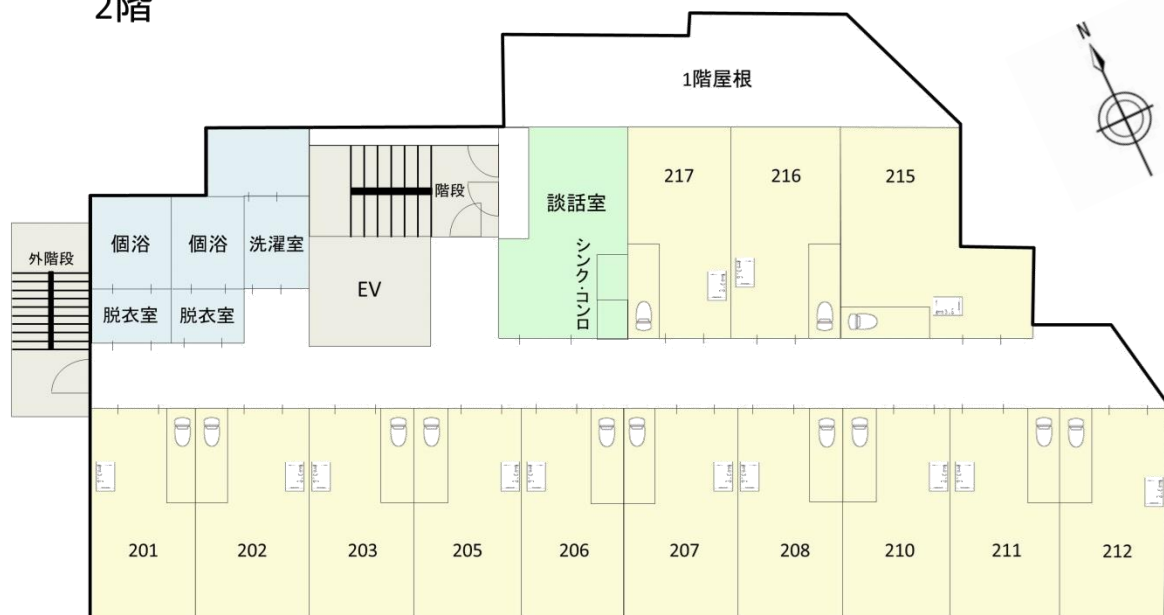 2階
N
1階屋根
217
216
215
階段
談話室
個浴
個浴
洗濯室
シンク・コンロ
外階段
EV
脱衣室
脱衣室
201
202
203
205
206
207
208
210
211
212